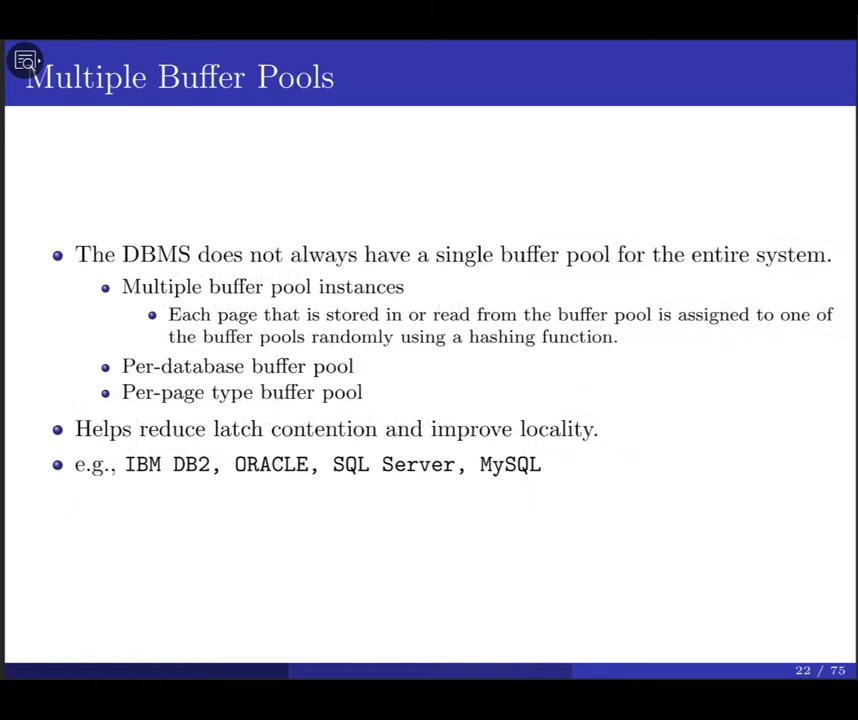 Multiple Buffer Pools
The DBMS does not always have a single buffer pool for the entire system.
Multiple buffer pool instances
Each page that is stored in or read from the buffer pool is assigned to one of
the buffer pools randomly using a hashing function.
Per-database buffer pool
Per-page type buffer pool
Helps reduce latch contention and improve locality.
e.g., IBM DB2, ORACLE, SQL Server, MySQL
22 / 75